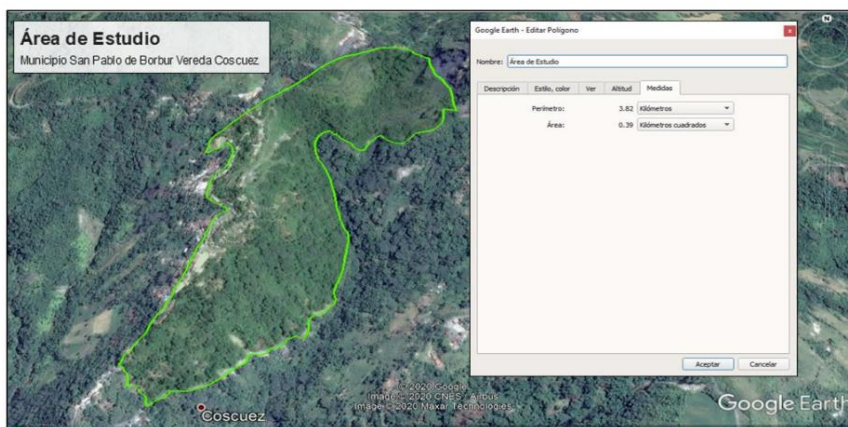 Área de Estudio
Municipio San Pablo de Borbur Vereda Coscuez
Google Earth - Editar Polígono
Nombre: Área de Estudio
Descripción Estilo, color Ver Altitud Medidas
Perímetro: 3.82 Kilómetros
Área: 0.39 Kilómetros cuadrados
Aceptar Cancelar
N
© 2020 Google
Image © 2020 CNES / Airbus
Image © 2020 Maxar Technologies
Coscuez
Google Earth